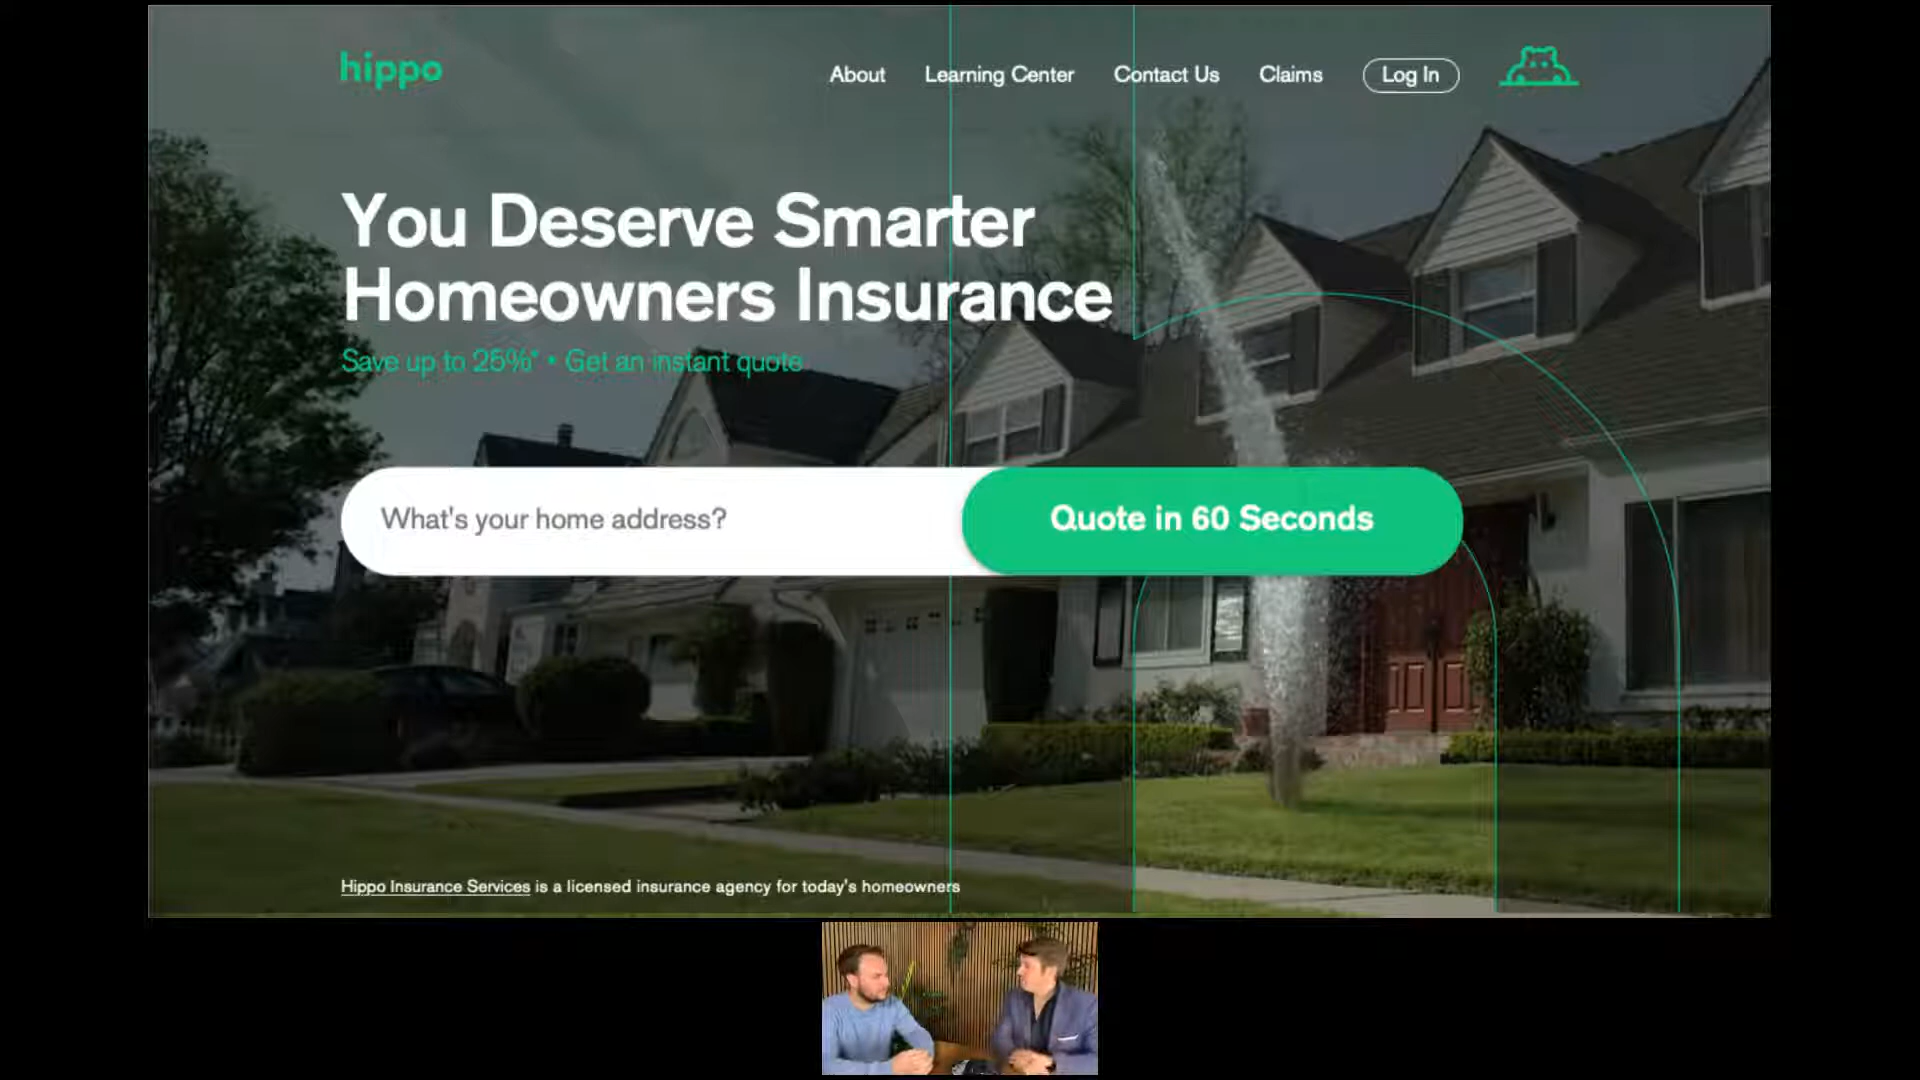 hippo
About
Learning Center
Contact Us
Claims
Log In
You Deserve Smarter
Homeowners Insurance
Save up to 25%* • Get an instant quote
What's your home address?
Quote in 60 Seconds
Hippo Insurance Services is a licensed insurance agency for today's homeowners